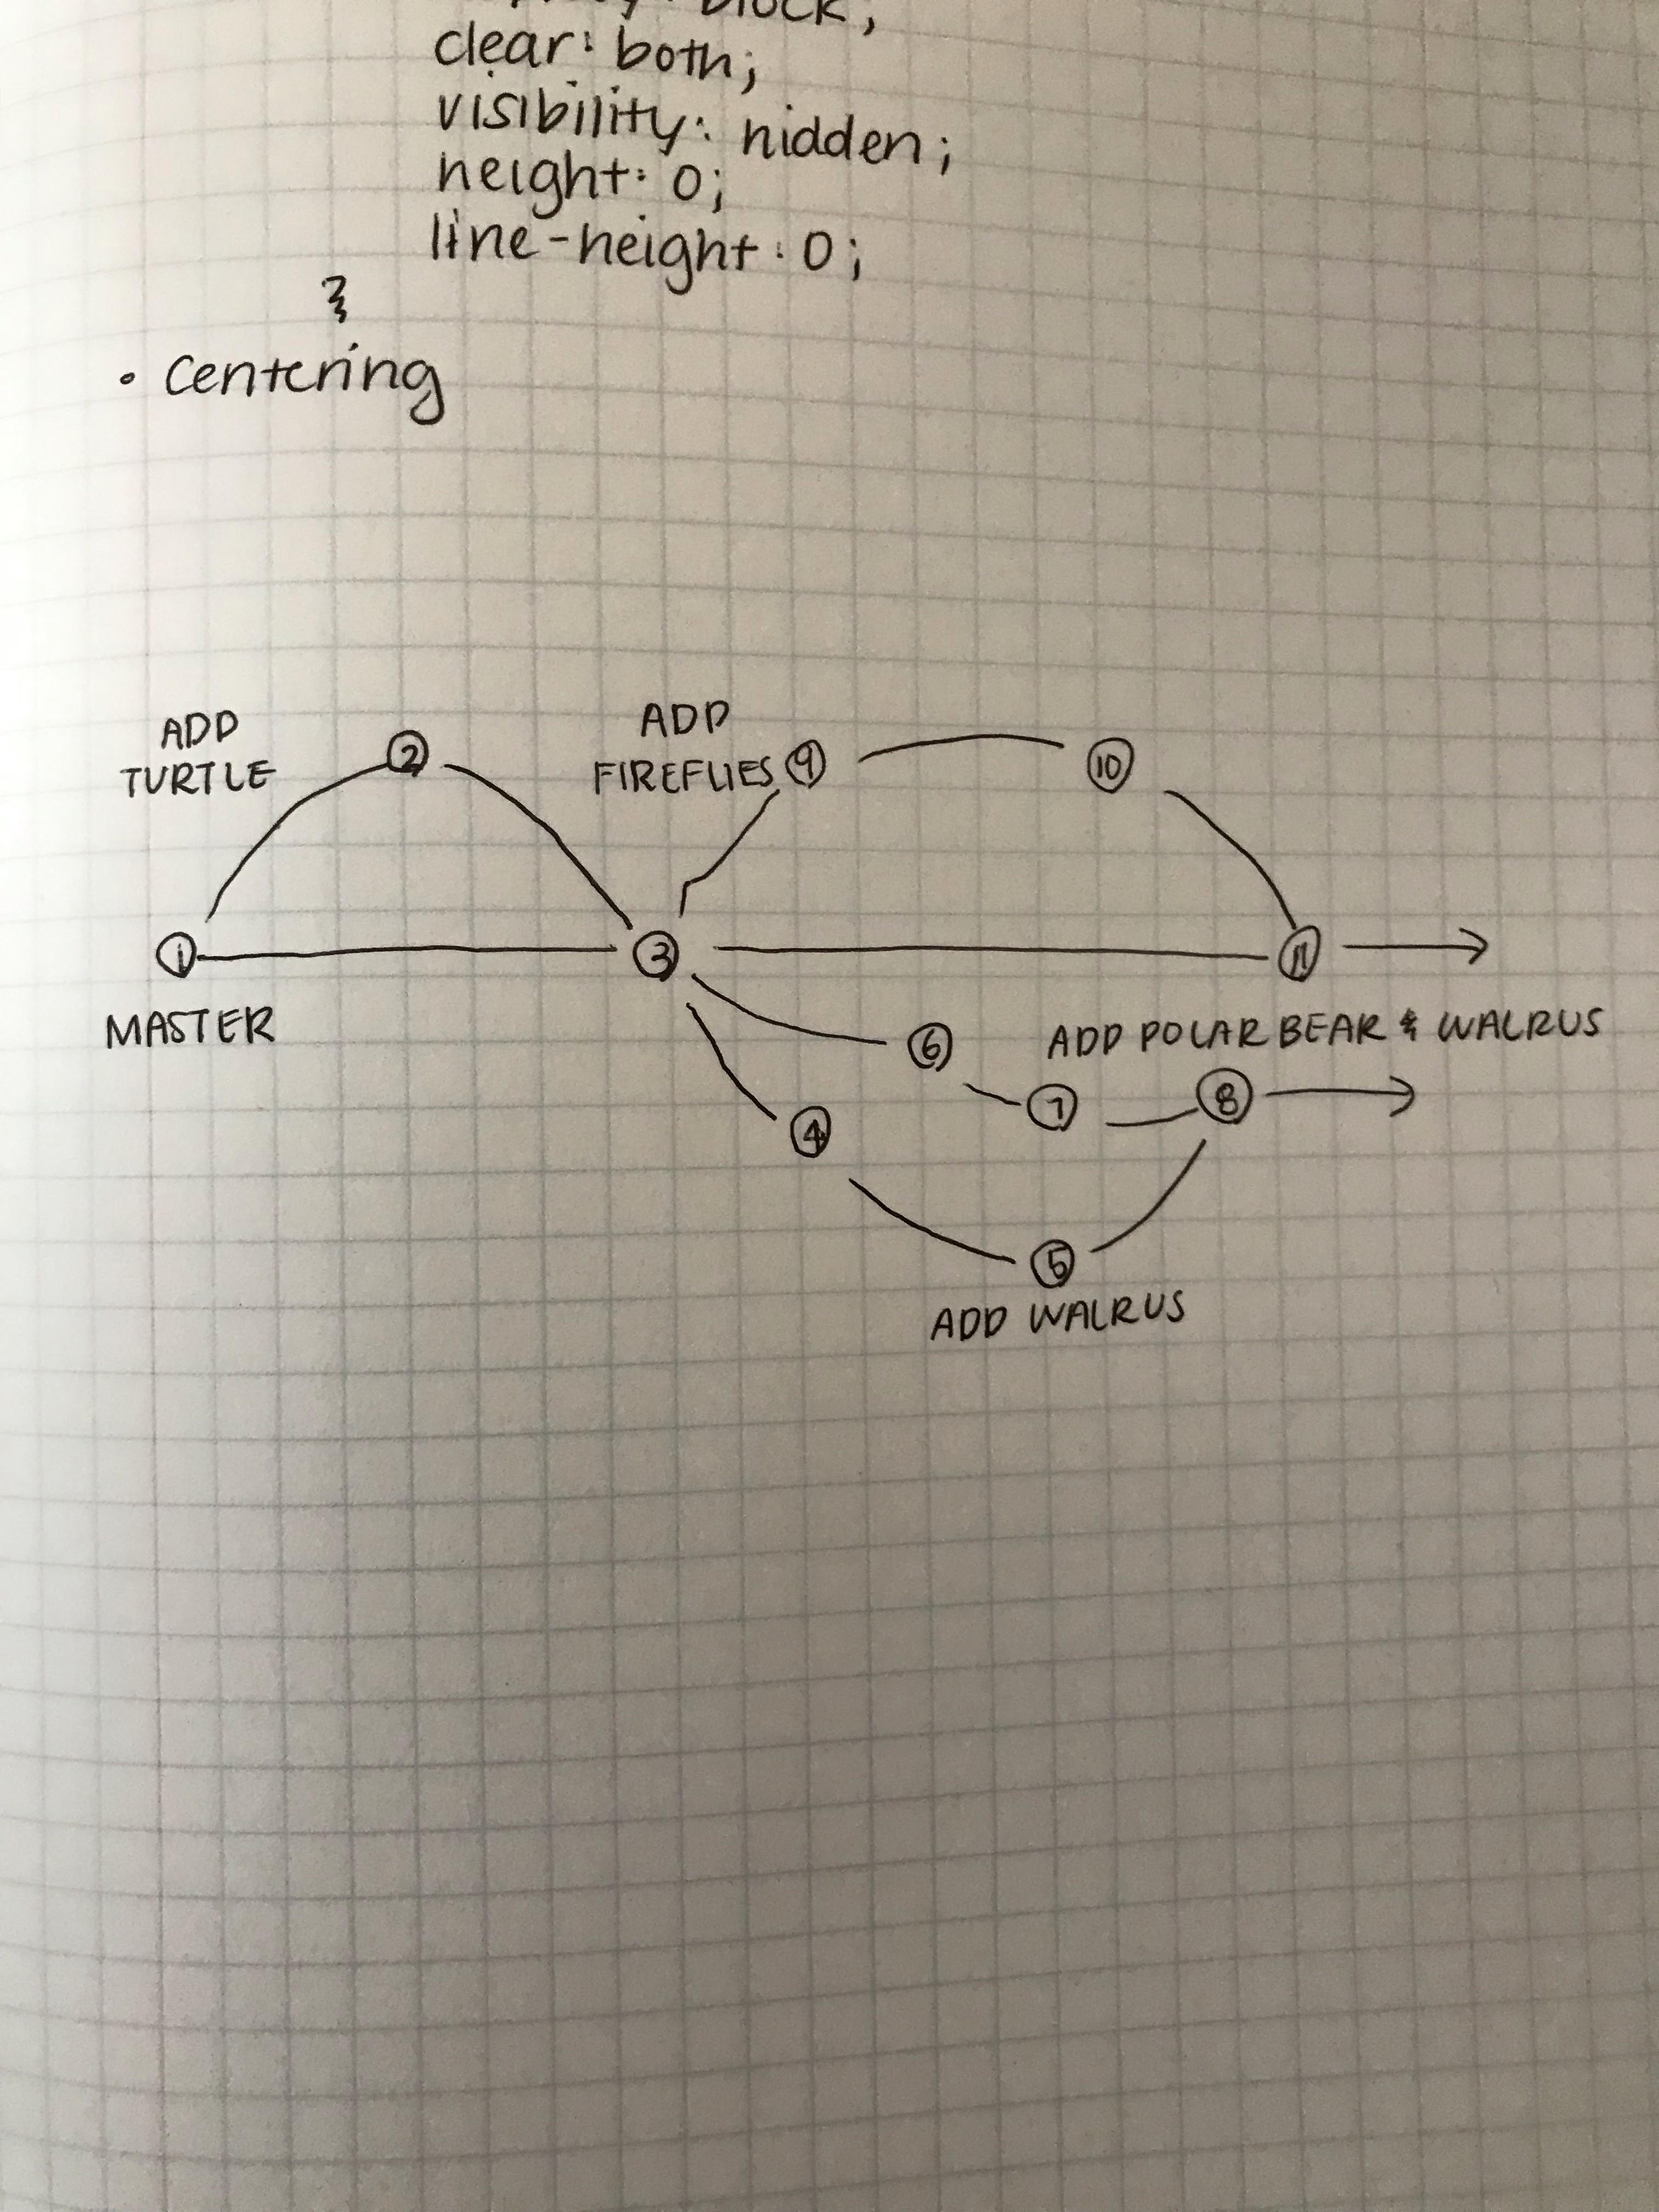 block;
clear: both;
visibility: hidden;
height: 0;
line-height: 0;
}
• Centering
ADD
TURTLE
2
ADD
FIREFLIES
9
10
1
3
11
MASTER
6
ADD POLAR BEAR & WALRUS
7
8
4
5
ADD WALRUS